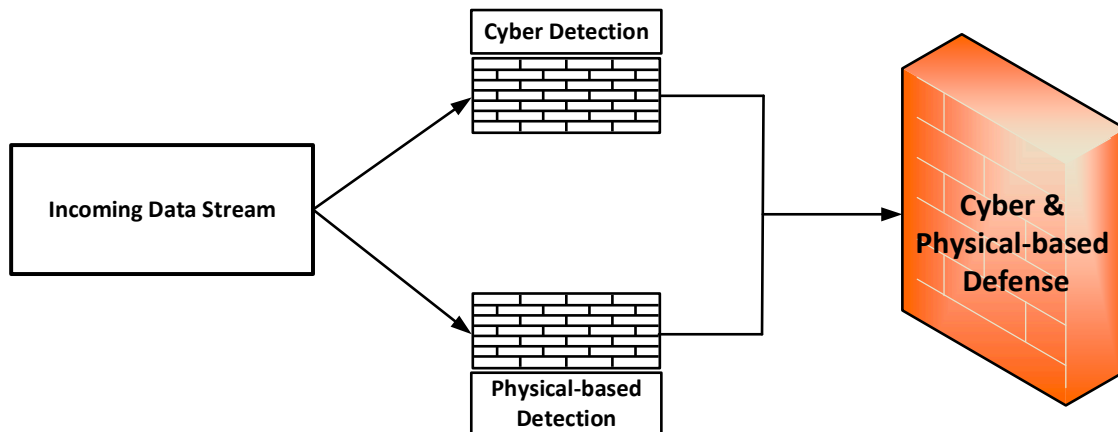 Cyber Detection
Incoming Data Stream
Physical-based
Detection
Cyber &
Physical-based
Defense